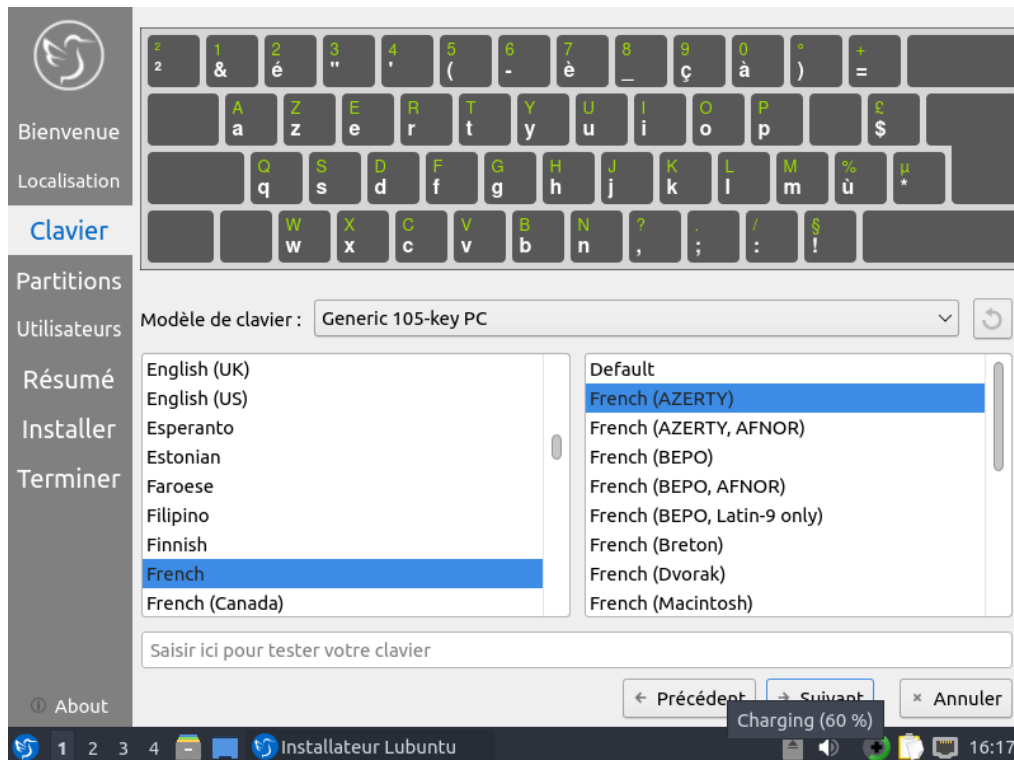 2 1 2 3 4 5 6 7 8 9 0 ° +
² & é " ' ( - è _ ç à ) =
A Z E R T Y U I O P £
a z e r t y u i o p $
Q S D F G H J K L M % µ
q s d f g h j k l m ù *
W X C V B N ? . / §
w x c v b n , ; : !
Bienvenue
Localisation
Clavier
Partitions
Utilisateurs
Résumé
Installer
Terminer
About
Modèle de clavier : Generic 105-key PC
English (UK)
English (US)
Esperanto
Estonian
Faroese
Filipino
Finnish
French
French (Canada)
Default
French (AZERTY)
French (AZERTY, AFNOR)
French (BEPO)
French (BEPO, AFNOR)
French (BEPO, Latin-9 only)
French (Breton)
French (Dvorak)
French (Macintosh)
Saisir ici pour tester votre clavier
Précédent Suivant Annuler
Charging (60 %)
1 2 3 4 Installateur Lubuntu 16:17